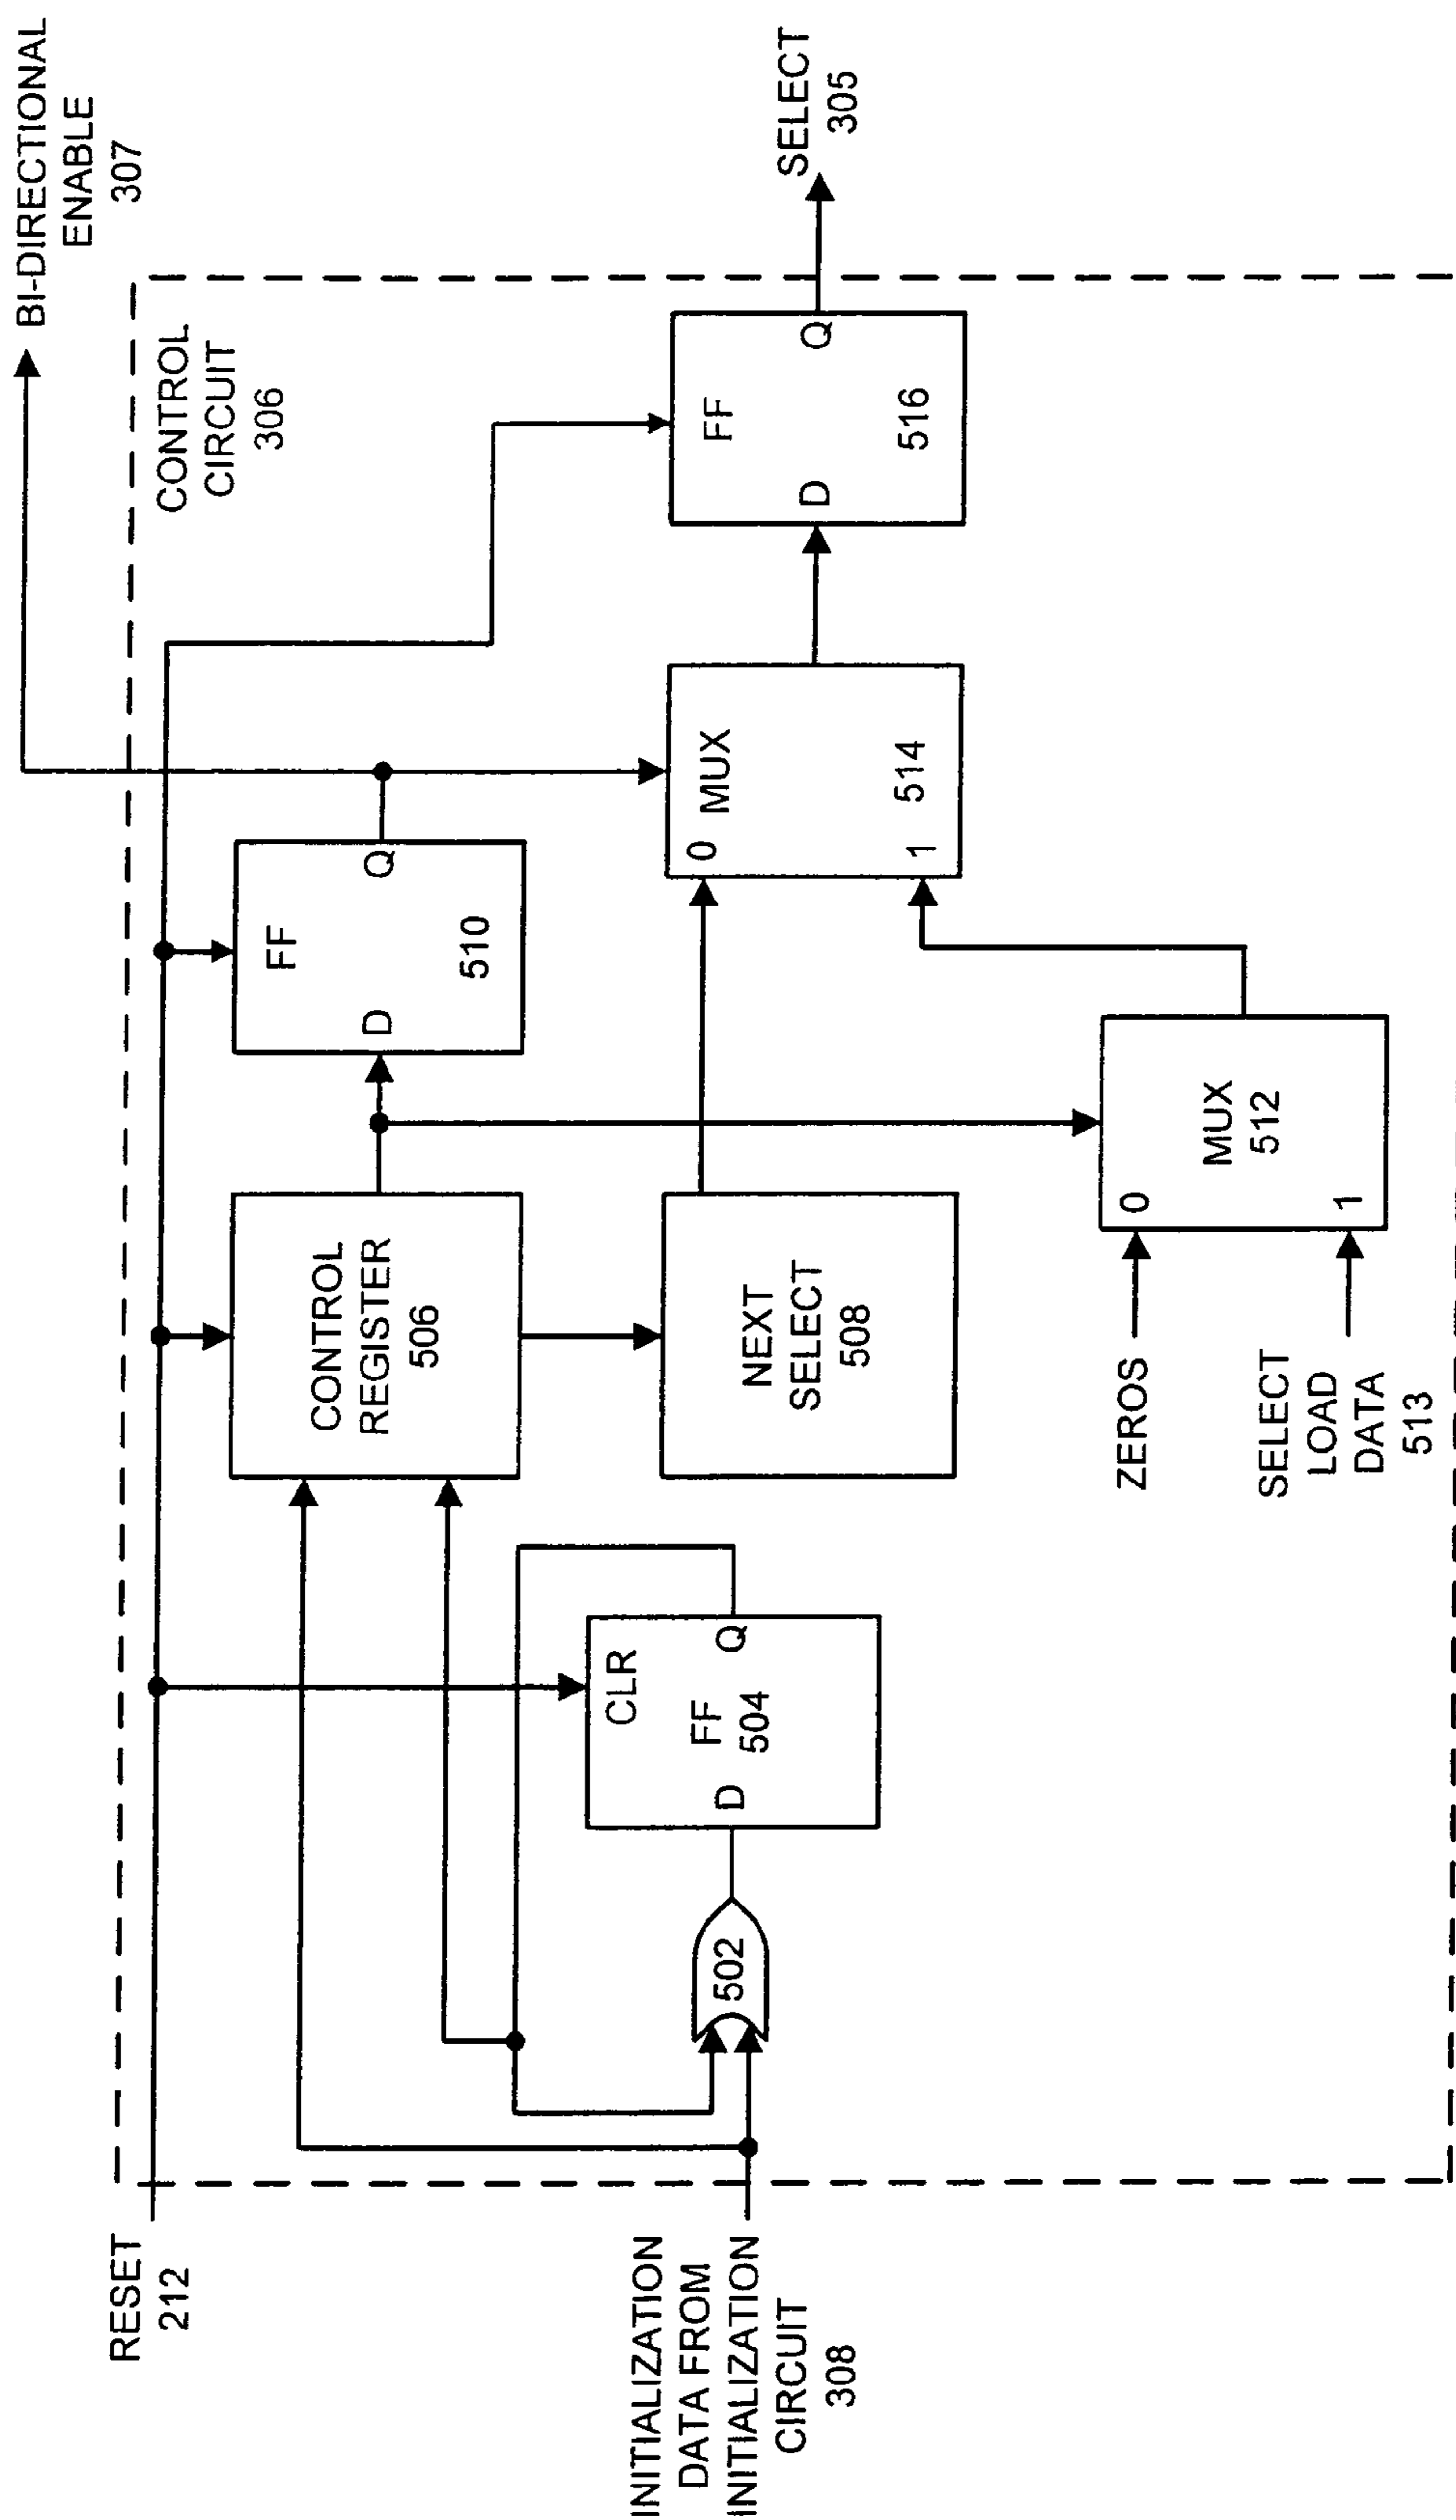 BI-DIRECTIONAL
ENABLE
307
RESET
212
CONTROL
CIRCUIT
306
CONTROL
REGISTER
506
D
Q
FF
510
INITIALIZATION
DATA FROM
INITIALIZATION
CIRCUIT
308
502
CLR
D
Q
FF
504
NEXT
SELECT
508
0
MUX
1
514
FF
D
Q
516
SELECT
305
ZEROS
SELECT
LOAD
DATA
513
0
1
MUX
512